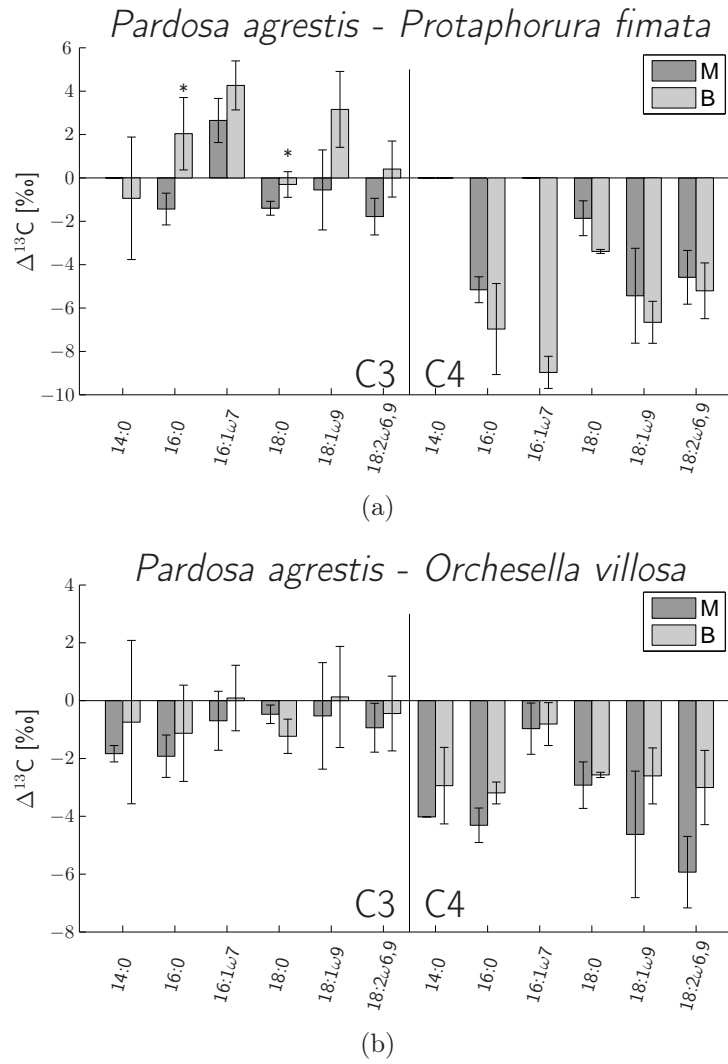 Pardosa agrestis - Protaphorura fimata
6
4
2
0
−2
−4
−6
−8
−10
Δ¹³C [‰]
M
B
*
*
C3
C4
14:0
16:0
16:1ω7
18:0
18:1ω9
18:2ω6,9
14:0
16:0
16:1ω7
18:0
18:1ω9
18:2ω6,9
(a)
Pardosa agrestis - Orchesella villosa
4
2
0
−2
−4
−6
−8
Δ¹³C [‰]
M
B
C3
C4
14:0
16:0
16:1ω7
18:0
18:1ω9
18:2ω6,9
14:0
16:0
16:1ω7
18:0
18:1ω9
18:2ω6,9
(b)